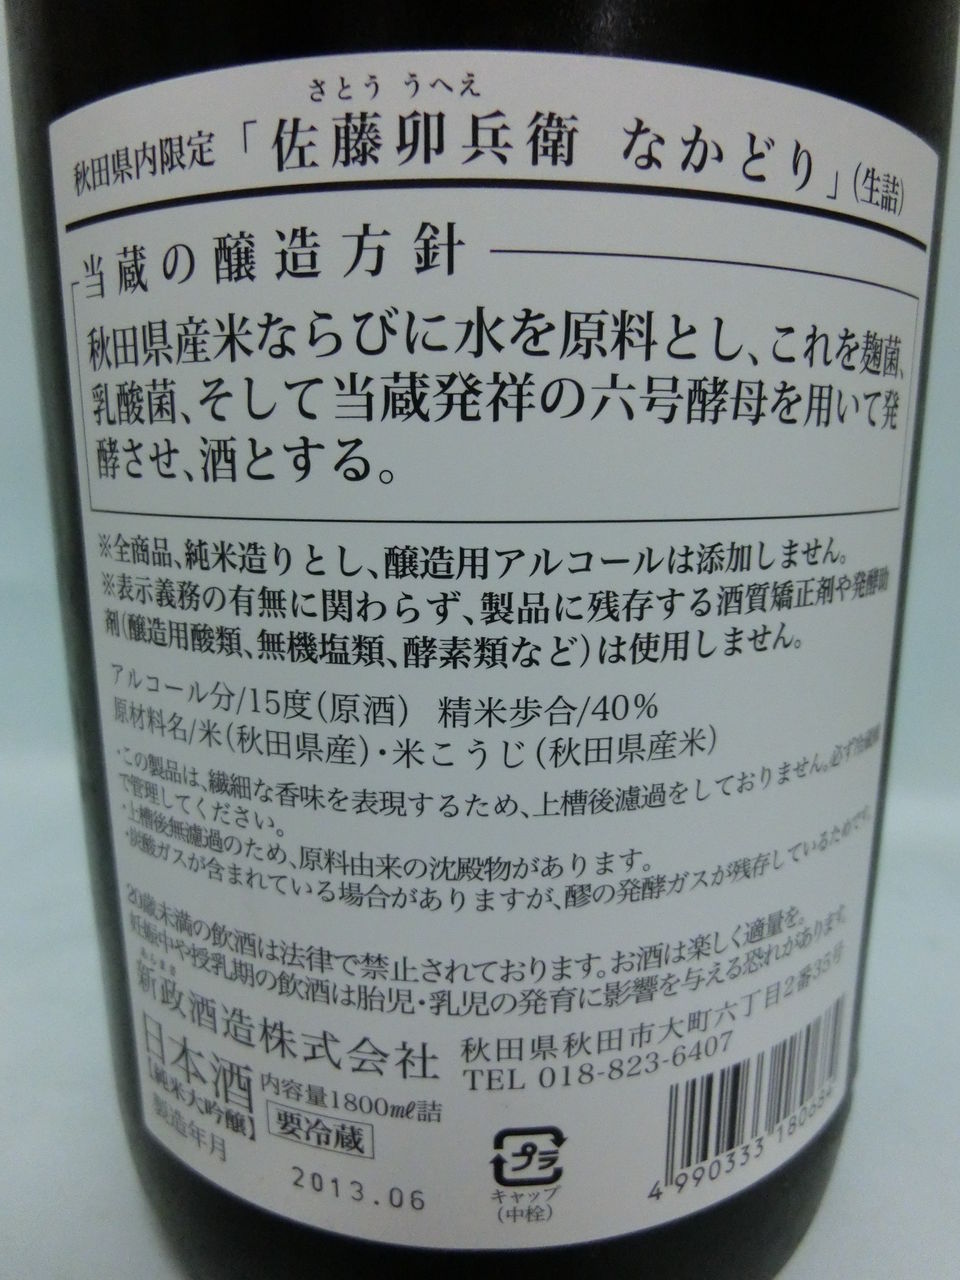 さとう うへえ
秋田県内限定「佐藤卯兵衛 なかどり」(生詰)
当蔵の醸造方針
秋田県産米ならびに水を原料とし、これを麹菌、
乳酸菌、そして当蔵発祥の六号酵母を用いて発
酵させ、酒とする。
※全商品、純米造りとし、醸造用アルコールは添加しません。
※表示義務の有無に関わらず、製品に残存する酒質矯正剤や発酵助
剤(醸造用酸類、無機塩類、酵素類など)は使用しません。
アルコール分/15度(原酒) 精米歩合/40%
原材料名/米(秋田県産)・米こうじ(秋田県産米)
・この製品は、繊細な香味を表現するため、上槽後濾過をしておりません。必ず冷蔵庫
で管理してください。
・上槽後無濾過のため、原料由来の沈殿物があります。
・炭酸ガスが含まれている場合がありますが、醪の発酵ガスが残存しているためです。
20歳未満の飲酒は法律で禁止されております。お酒は楽しく適量を。
妊娠中や授乳期の飲酒は胎児・乳児の発育に影響を与える恐れがあります。
あらまさ
新政酒造株式会社 秋田県秋田市大町六丁目2番35号
TEL 018-823-6407
日本酒 内容量1800mℓ詰
【純米大吟醸】 要冷蔵
製造年月
2013.06
プラ
キャップ
(中栓)
4 990333 180684